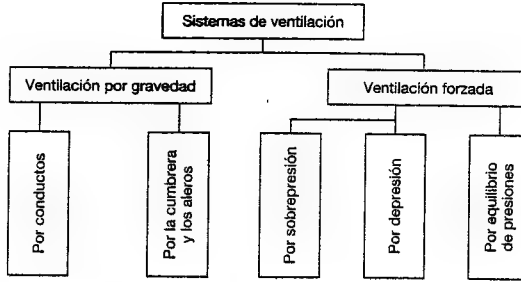 Sistemas de ventilación
Ventilación por gravedad
Ventilación forzada
Por conductos
Por la cumbrera
y los aleros
Por sobrepresión
Por depresión
Por equilibrio
de presiones